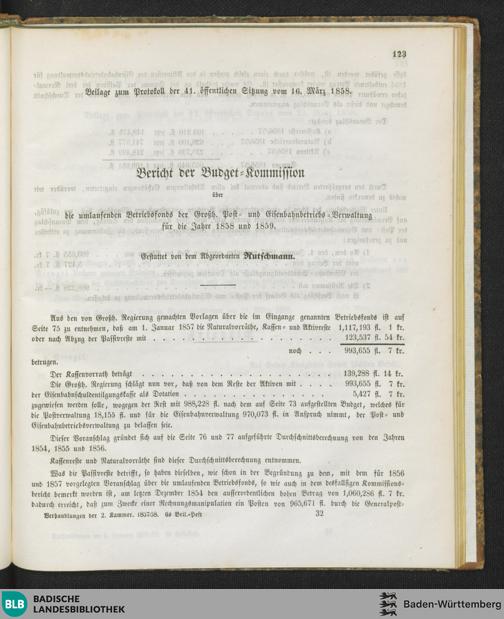 123
Beilage zum Protokoll der 41. öffentlichen Sitzung vom 16. März 1858.
Bericht der Budget-Kommission
über
die umlaufenden Betriebsfonds der Großh. Post- und Eisenbahnbetriebs-Verwaltung
für die Jahre 1858 und 1859.
Erstattet von dem Abgeordneten Rutschmann.
Aus den von Großh. Regierung gemachten Vorlagen über die im Eingange genannten Betriebsfonds ist auf
Seite 75 zu entnehmen, daß am 1. Januar 1857 die Naturalvorräthe, Kassen- und Aktivreste 1,117,193 fl. 1 kr.
oder nach Abzug der Passivreste mit . . . . . . . . . . . . . . . . . 123,537 fl. 54 kr.
noch . . . . 993,655 fl. 7 kr.
betrugen.
Der Kassenvorrath beträgt . . . . . . . . . . . . . . . . . 139,288 fl. 14 kr.
Die Großh. Regierung schlägt nun vor, daß von dem Reste der Aktiven mit . . . . . 993,655 fl. 7 kr.
der Eisenbahnschuldentilgungskasse als Dotation . . . . . . . . . . . . . . 5,427 fl. 7 kr.
zugewiesen werden solle, wogegen der Rest mit 988,228 fl. nach dem auf Seite 73 aufgestellten Budget, welches für
die Postverwaltung 18,155 fl. und für die Eisenbahnverwaltung 970,073 fl. in Anspruch nimmt, der Post- und
Eisenbahnbetriebsverwaltung zu belassen sei.
Dieser Voranschlag gründet sich auf die Seite 76 und 77 aufgeführte Durchschnittsberechnung von den Jahren
1854, 1855 und 1856.
Kassenreste und Naturalvorräthe sind dieser Durchschnittsberechnung entnommen.
Was die Passivreste betrifft, so haben dieselben, wie schon in der Begründung zu dem, mit dem für 1856
und 1857 vorgelegten Voranschlag über die umlaufenden Betriebsfonds, so wie auch in dem desfallsigen Kommissions-
bericht bemerkt worden ist, am letzten Dezember 1854 den ausserordentlichen hohen Betrag von 1,060,286 fl. 7 kr.
dadurch erreicht, daß zum Zwecke einer Rechnungsmanipulation ein Posten von 965,671 fl. durch die Generalpost-
Verhandlungen der 2. Kammer. 1857/58. 6s Beil.-Heft 32
BLB BADISCHE
LANDESBIBLIOTHEK
Baden-Württemberg